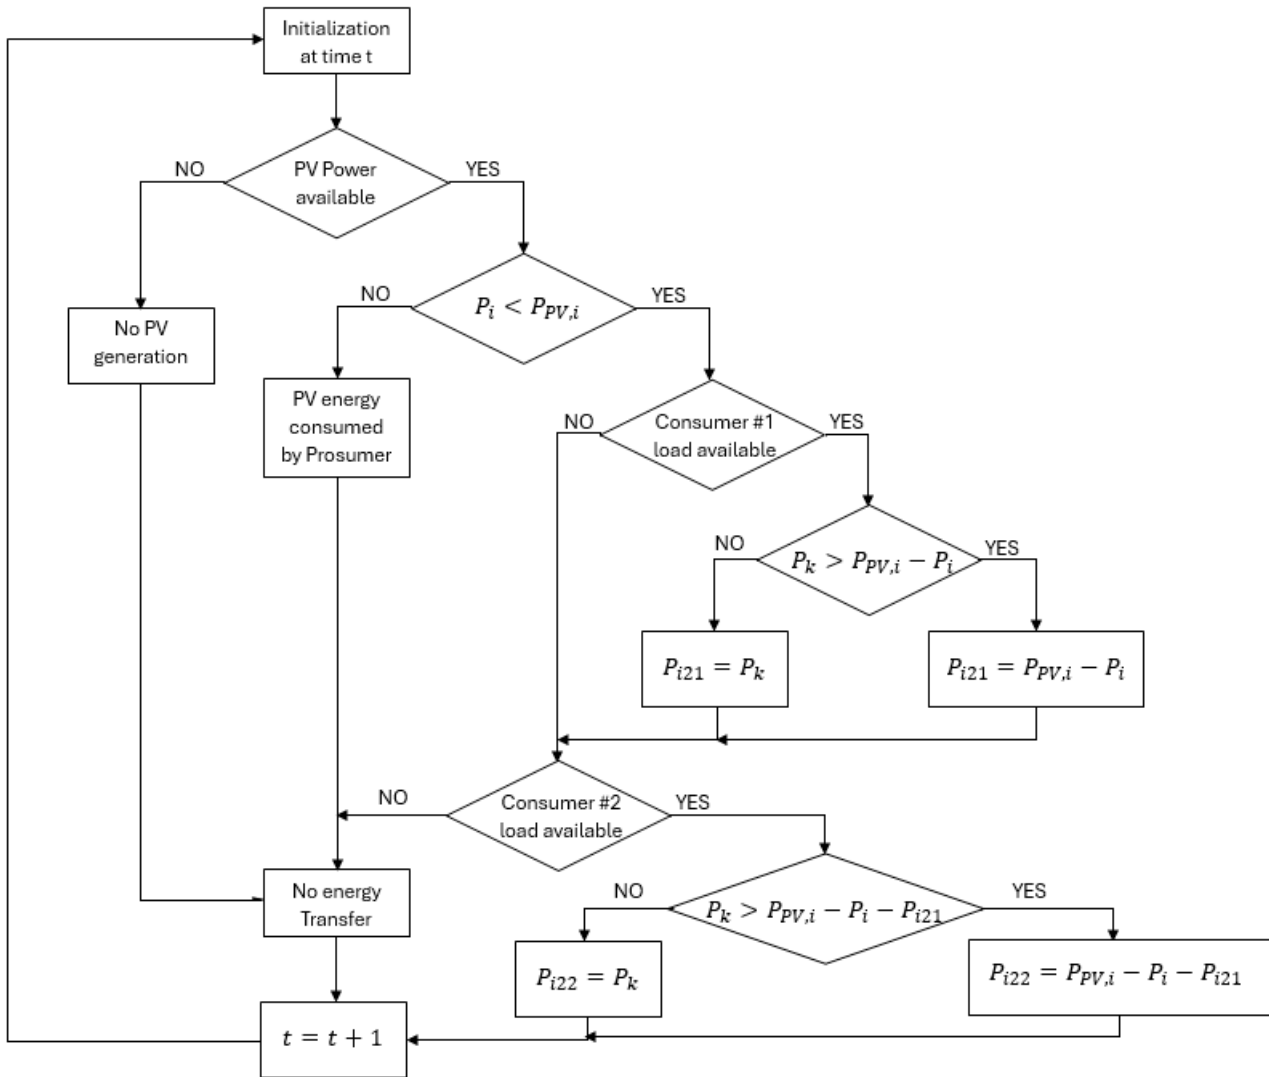 Initialization
at time t
NO
PV Power
available
YES
NO
$P_i < P_{PV,i}$
YES
No PV
generation
PV energy
consumed
by Prosumer
NO
Consumer #1
load available
YES
NO
$P_k > P_{PV,i} - P_i$
YES
$P_{i21} = P_k$
$P_{i21} = P_{PV,i} - P_i$
NO
Consumer #2
load available
YES
No energy
Transfer
NO
$P_k > P_{PV,i} - P_i - P_{i21}$
YES
$P_{i22} = P_k$
$P_{i22} = P_{PV,i} - P_i - P_{i21}$
$t = t + 1$